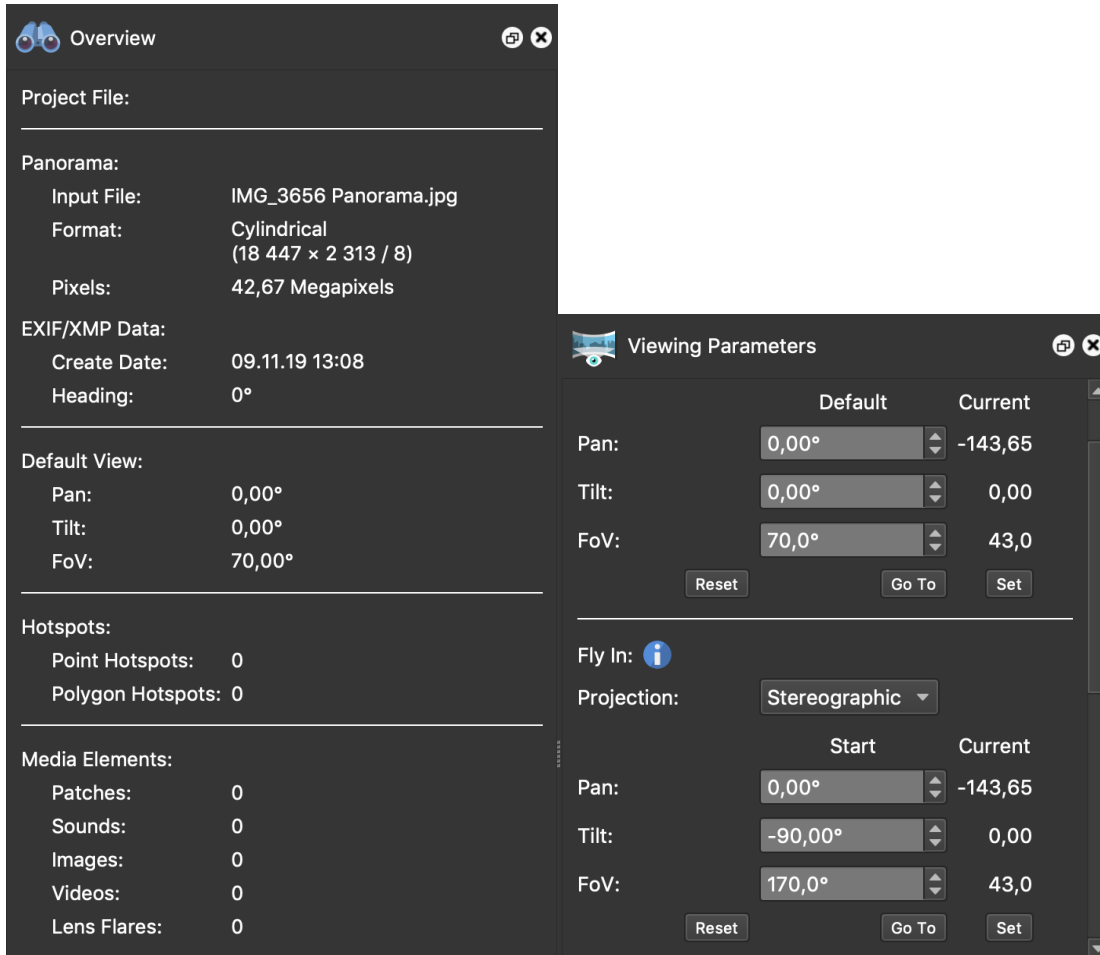 Overview
Project File:
Panorama:
Input File: IMG_3656 Panorama.jpg
Format: Cylindrical
(18 447 × 2 313 / 8)
Pixels: 42,67 Megapixels
EXIF/XMP Data:
Create Date: 09.11.19 13:08
Heading: 0°
Default View:
Pan: 0,00°
Tilt: 0,00°
FoV: 70,00°
Hotspots:
Point Hotspots: 0
Polygon Hotspots: 0
Media Elements:
Patches: 0
Sounds: 0
Images: 0
Videos: 0
Lens Flares: 0
Viewing Parameters
Default Current
Pan: 0,00° -143,65
Tilt: 0,00° 0,00
FoV: 70,0° 43,0
Reset Go To Set
Fly In:
Projection: Stereographic
Start Current
Pan: 0,00° -143,65
Tilt: -90,00° 0,00
FoV: 170,0° 43,0
Reset Go To Set